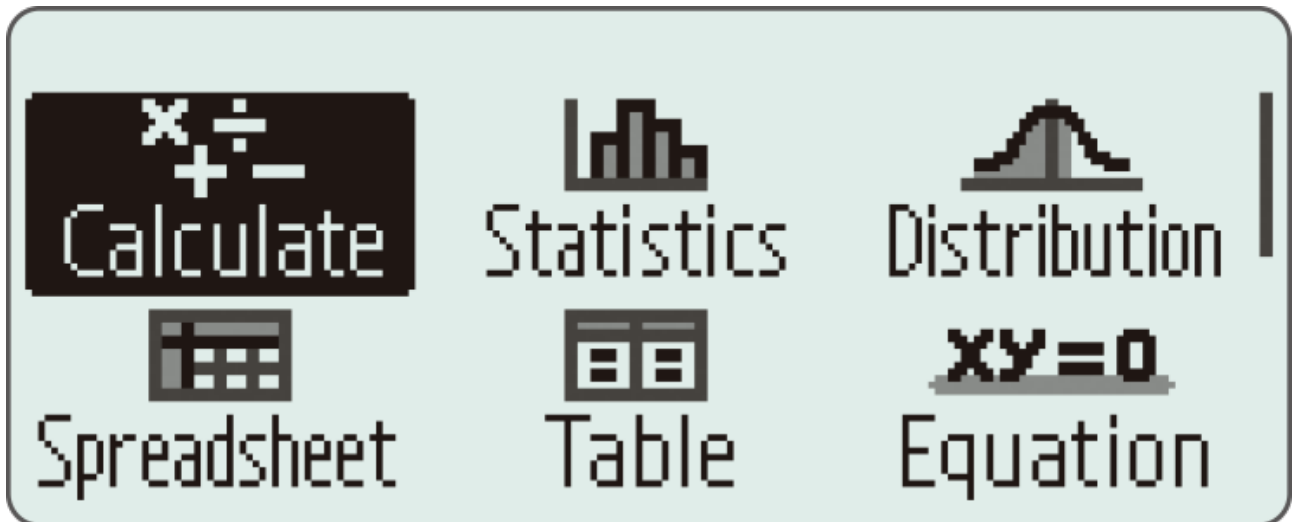 × ÷
+ −
Calculate
Statistics
Distribution
Spreadsheet
Table
xy=0
Equation